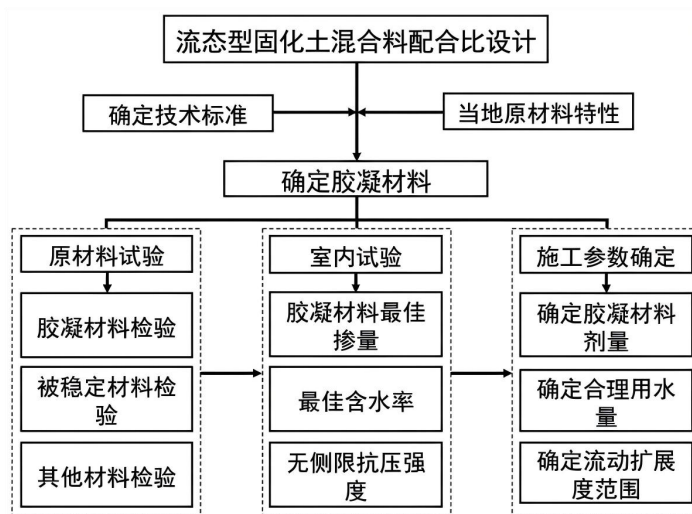 流态型固化土混合料配合比设计
确定技术标准
当地原材料特性
确定胶凝材料
原材料试验
胶凝材料检验
被稳定材料检
验
其他材料检验
室内试验
胶凝材料最佳
掺量
最佳含水率
无侧限抗压强
度
施工参数确定
确定胶凝材料
剂量
确定合理用水
量
确定流动扩展
度范围